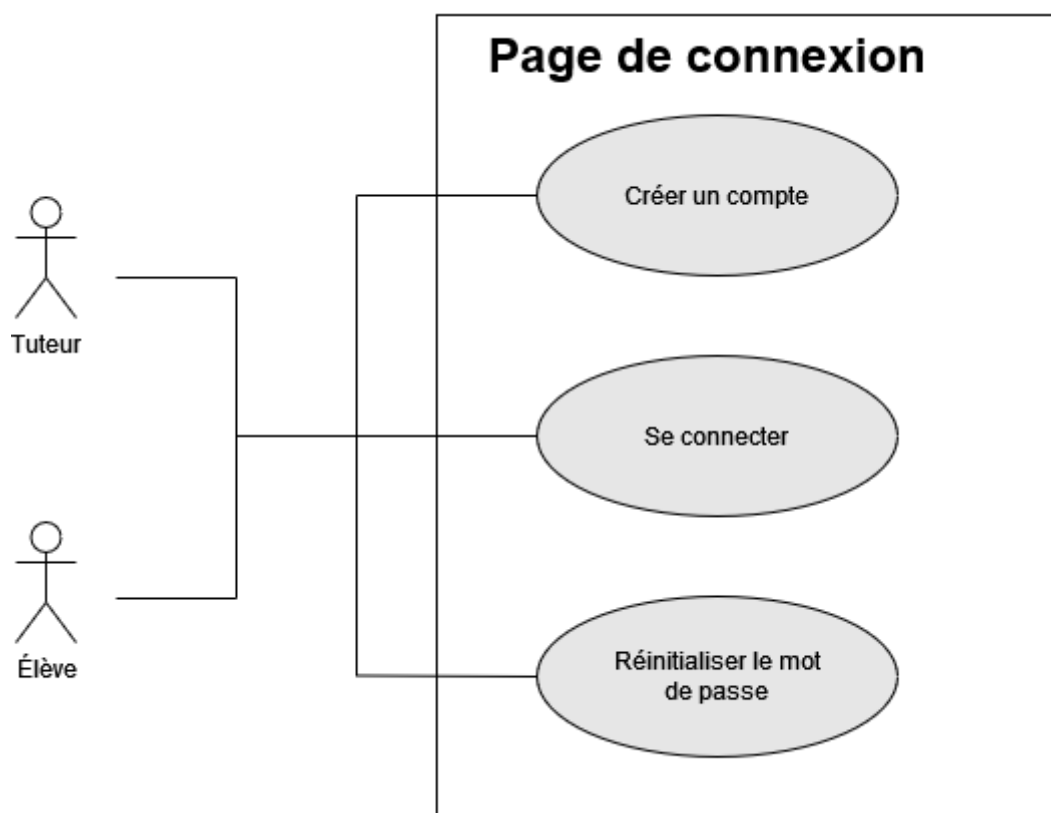 Page de connexion
Créer un compte
Tuteur
Se connecter
Élève
Réinitialiser le mot
de passe